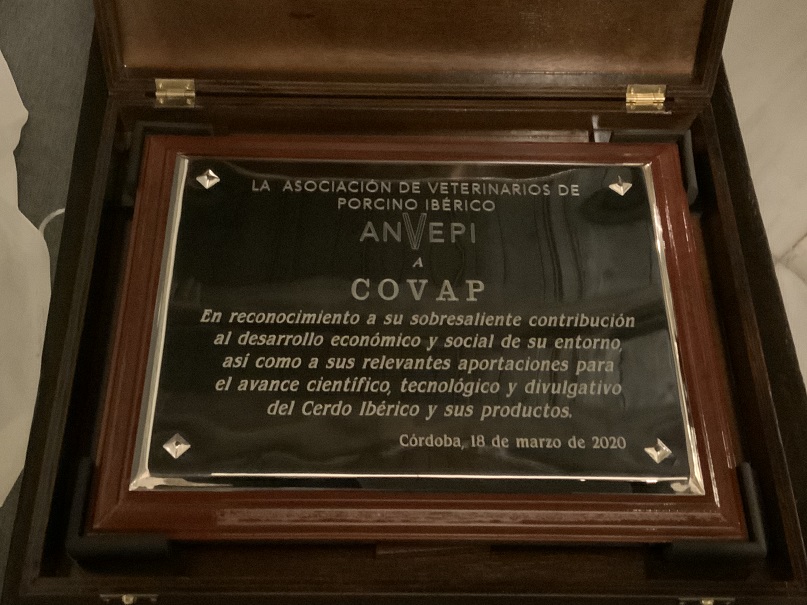 LA ASOCIACIÓN DE VETERINARIOS DE
PORCINO IBÉRICO
ANVEPI
A
COVAP
En reconocimiento a su sobresaliente contribución
al desarrollo económico y social de su entorno,
así como a sus relevantes aportaciones para
el avance científico, tecnológico y divulgativo
del Cerdo Ibérico y sus productos.
Córdoba, 18 de marzo de 2020